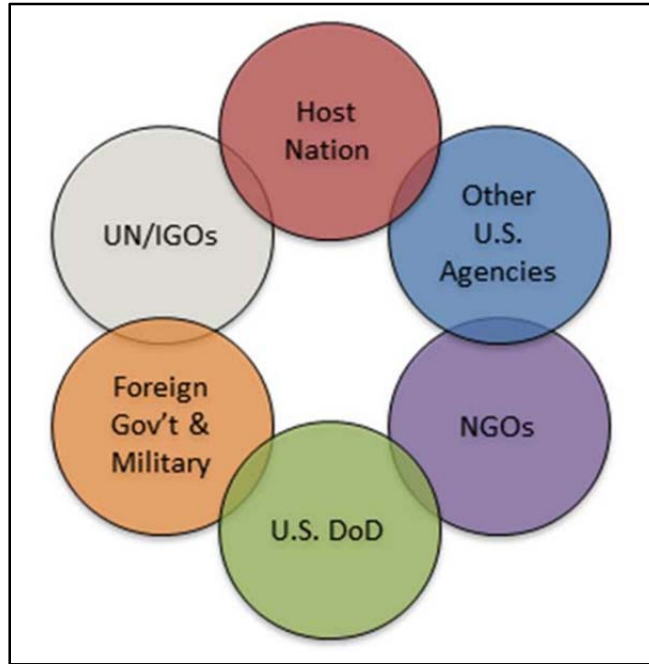 Host
Nation
Other
U.S.
Agencies
NGOs
U.S. DoD
Foreign
Gov't &
Military
UN/IGOs